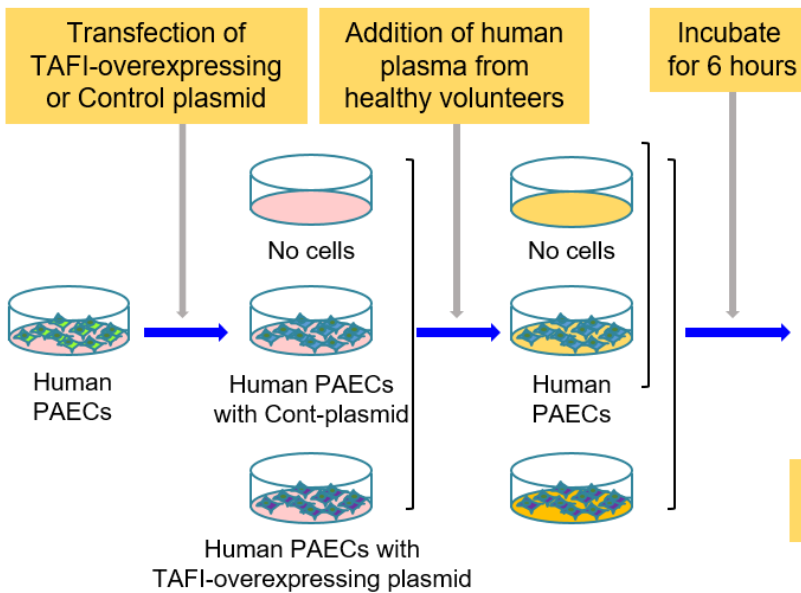 Transfection of
TAFI-overexpressing
or Control plasmid
Addition of human
plasma from
healthy volunteers
Incubate
for 6 hours
No cells
No cells
Human
PAECs
Human PAECs
with Cont-plasmid
Human
PAECs
Human PAECs with
TAFI-overexpressing plasmid